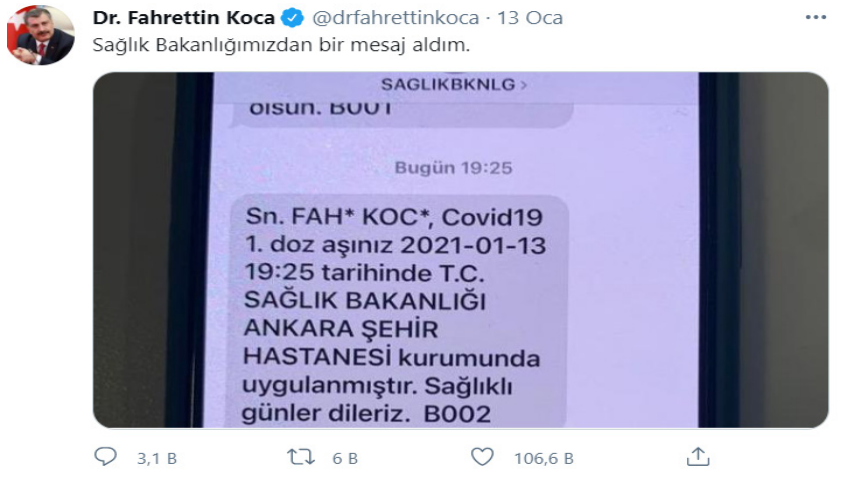 Dr. Fahrettin Koca @drfahrettinkoca · 13 Oca
Sağlık Bakanlığımızdan bir mesaj aldım.
SAGLIKBKNLG >
olsun. B001
Bugün 19:25
Sn. FAH* KOC*, Covid19
1. doz aşınız 2021-01-13
19:25 tarihinde T.C.
SAĞLIK BAKANLIĞI
ANKARA ŞEHİR
HASTANESİ kurumunda
uygulanmıştır. Sağlıklı
günler dileriz. B002
3,1 B 6 B 106,6 B